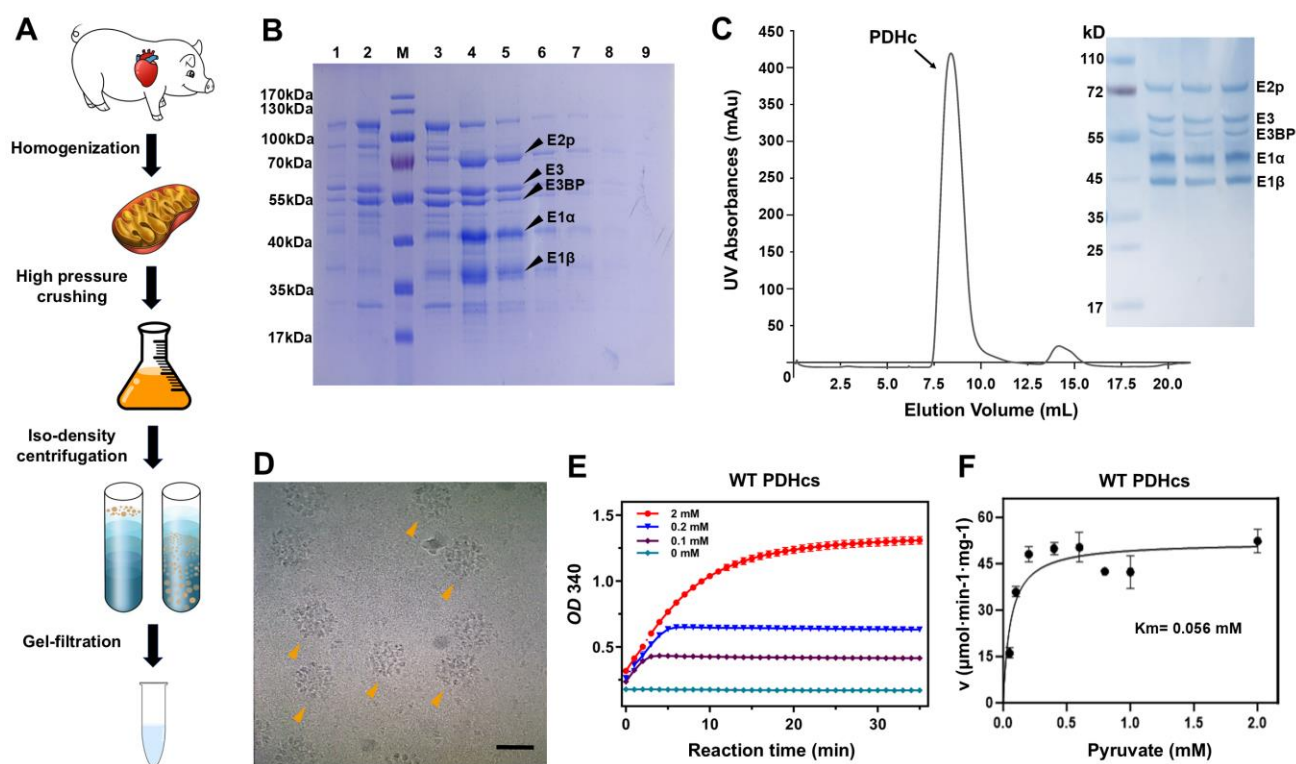 A
Homogenization
High pressure
crushing
Iso-density
centrifugation
Gel-filtration
B
1 2 M 3 4 5 6 7 8 9
170kDa
130kDa
100kDa
70kDa
55kDa
40kDa
35kDa
17kDa
E2p
E3
E3BP
E1α
E1β
C
PDHc
UV Absorbances (mAu)
400
450
350
300
250
200
150
100
50
0
2.5 5.0 7.5 10.0 12.5 15.0 17.5 20.0
Elution Volume (mL)
kD
110
72
55
45
35
25
17
E2p
E3
E3BP
E1α
E1β
D
E
WT PDHcs
2 mM
0.2 mM
0.1 mM
0 mM
OD 340
1.5
1.0
0.5
0 10 20 30
Reaction time (min)
F
WT PDHcs
v (μmol·min-1·mg-1)
60
45
30
15
0
Km= 0.056 mM
0.0 0.5 1.0 1.5 2.0
Pyruvate (mM)